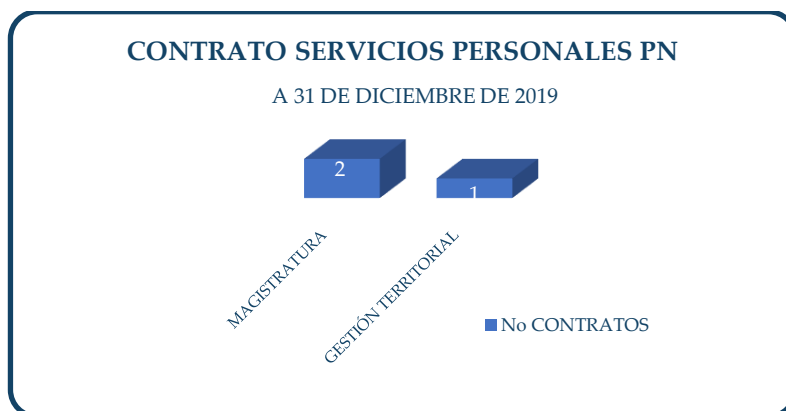 CONTRATO SERVICIOS PERSONALES PN
A 31 DE DICIEMBRE DE 2019
2
1
MAGISTRATURA
GESTIÓN TERRITORIAL
No CONTRATOS